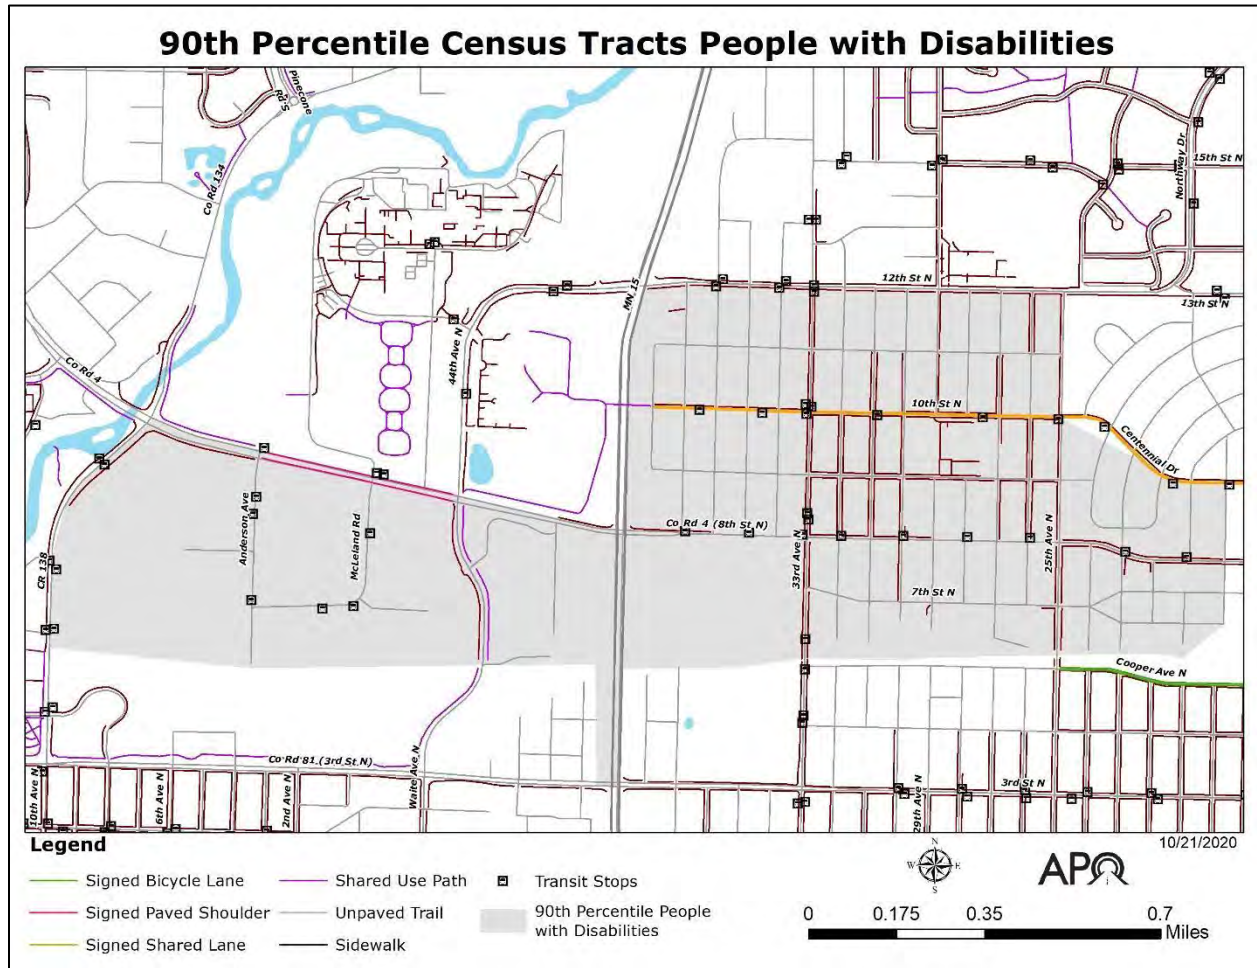 90th Percentile Census Tracts People with Disabilities
Pinecone
Rd S
Co Rd 134
Northway Dr
15th St N
MN 15
12th St N
13th St N
44th Ave N
Co Rd 4
10th St N
Centennial Dr
Anderson Ave
McLeland Rd
Co Rd 4 (8th St N)
33rd Ave N
25th Ave N
CR 138
7th St N
Cooper Ave N
Co Rd 81 (3rd St N)
Waite Ave N
10th Ave N
6th Ave N
2nd Ave N
29th Ave N
3rd St N
10/21/2020
Legend
Signed Bicycle Lane
Signed Paved Shoulder
Signed Shared Lane
Shared Use Path
Unpaved Trail
Sidewalk
Transit Stops
90th Percentile People
with Disabilities
N
W E
S
APO
0 0.175 0.35 0.7
Miles